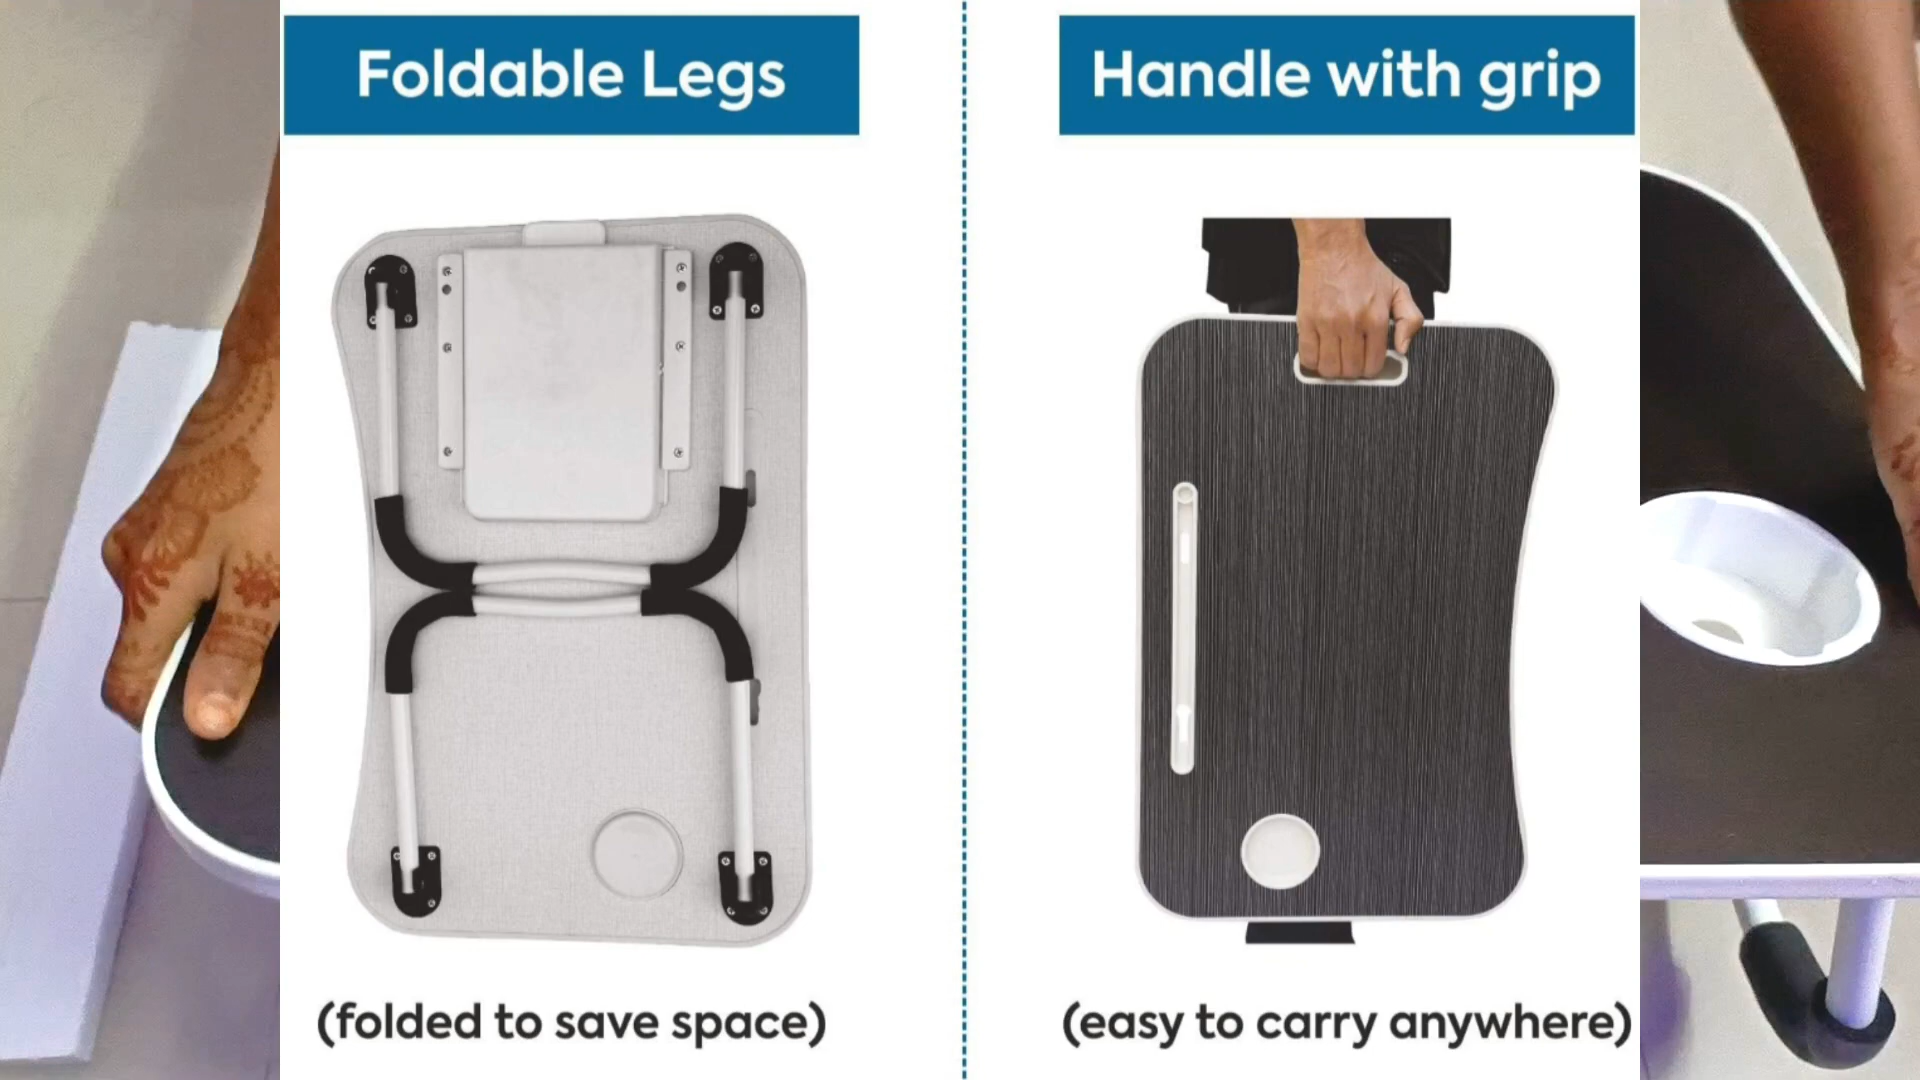 Foldable Legs
Handle with grip
(folded to save space)
(easy to carry anywhere)